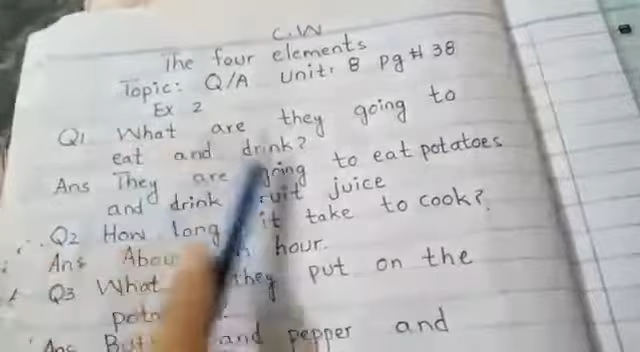 C.W
The four elements
Topic: Q/A Unit: 8 pg # 38
Ex 2
Q1 What are they going to
eat and drink?
Ans They are going to eat potatoes
and drink juice
Q2 How long it take to cook?
Ans hour.
Q3 What they put on the
Ans and pepper and